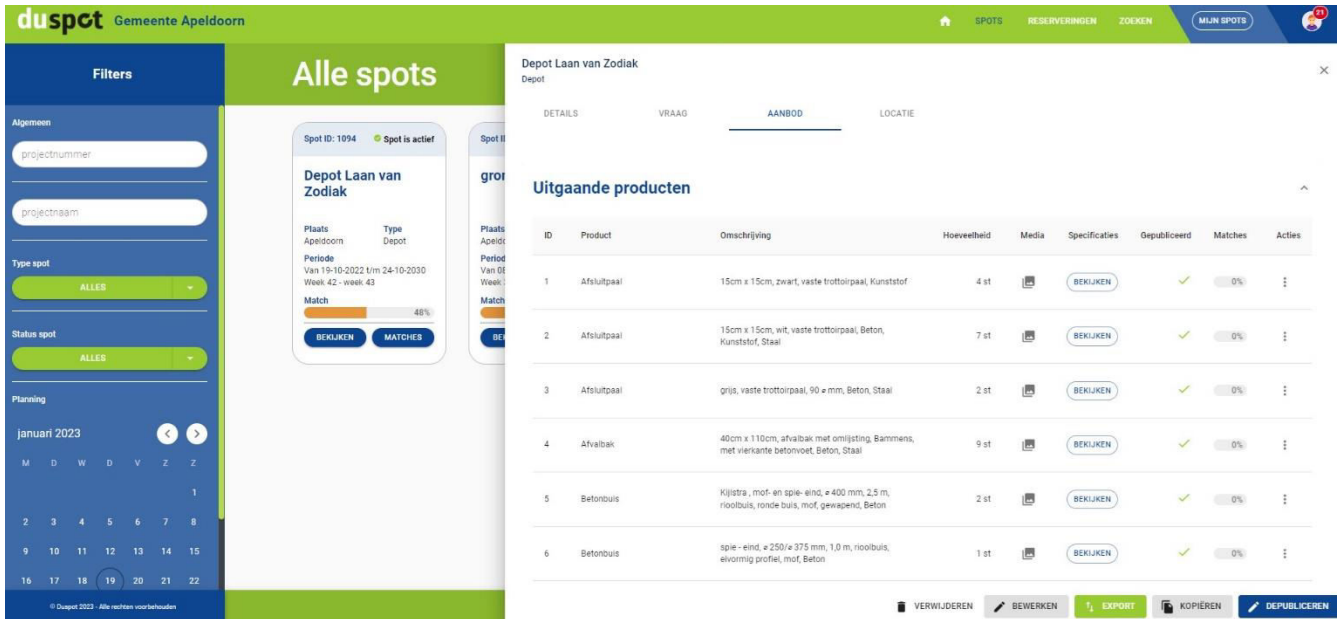 duspot Gemeente Apeldoorn
SPOTS RESERVERINGEN ZOEKEN MIJN SPOTS 21
Filters
Algemeen
projectnummer
projectnaam
Type spot
ALLES
Status spot
ALLES
Planning
januari 2023
M D W D V Z Z
1
2 3 4 5 6 7 8
9 10 11 12 13 14 15
16 17 18 19 20 21 22
© Duspot 2023 - Alle rechten voorbehouden
Alle spots
Spot ID: 1094 Spot is actief
Depot Laan van
Zodiak
Plaats Type
Apeldoorn Depot
Periode
Van 19-10-2022 t/m 24-10-2030
Week 42 - week 43
Match
48%
BEKIJKEN MATCHES
Depot Laan van Zodiak
Depot
DETAILS VRAAG AANBOD LOCATIE
Uitgaande producten
ID Product Omschrijving Hoeveelheid Media Specificaties Gepubliceerd Matches Acties
1 Afsluitpaal 15cm x 15cm, zwart, vaste trottoirpaal, Kunststof 4 st BEKIJKEN 0%
2 Afsluitpaal 15cm x 15cm, wit, vaste trottoirpaal, Beton,
Kunststof, Staal 7 st BEKIJKEN 0%
3 Afsluitpaal grijs, vaste trottoirpaal, 90 ø mm, Beton, Staal 2 st BEKIJKEN 0%
4 Afvalbak 40cm x 110cm, afvalbak met omlijsting, Bammens,
met vierkante betonvoet, Beton, Staal 9 st BEKIJKEN 0%
5 Betonbuis Kijlstra , mof- en spie- eind, ø 400 mm, 2,5 m,
rioolbuis, ronde buis, mof, gewapend, Beton 2 st BEKIJKEN 0%
6 Betonbuis spie - eind, ø 250/ø 375 mm, 1,0 m, rioolbuis,
eivormig profiel, mof, Beton 1 st BEKIJKEN 0%
VERWIJDEREN BEWERKEN EXPORT KOPIËREN DEPUBLICEREN